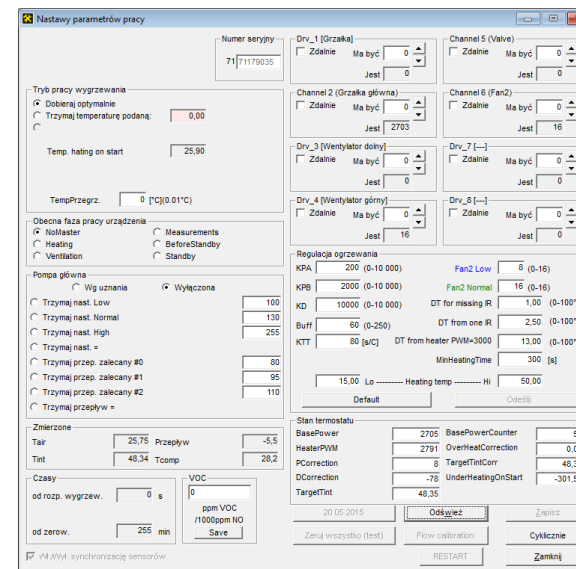 Nastawy parametrów pracy
Numer seryjny
71 71179035
Tryb pracy wygrzewania
Dobieraj optymalnie
Trzymaj temperaturę podaną: 0,00
Temp. hating on start 25,90
TempPrzegrz. 0 [°C](0.01°C)
Obecna faza pracy urządzenia
NoMaster Measurements
Heating BeforeStandby
Ventilation Standby
Pompa główna
Wg uznania Wyłączona
Trzymaj nast. Low 100
Trzymaj nast. Normal 130
Trzymaj nast. High 255
Trzymaj nast. =
Trzymaj przep. zalecany #0 80
Trzymaj przep. zalecany #1 95
Trzymaj przep. zalecany #2 110
Trzymaj przepływ =
Zmierzone
Tair 25,75 Przepływ -5,5
Tint 48,34 Tcomp 28,2
Czasy
od rozp. wygrzew. 0 s
od zerow. 255 min
VOC
0
ppm VOC
/1000ppm NO
Save
Wł./Wył. synchronizację sensorów
Drv_1 [Grzałka]
Zdalnie Ma być 0
Jest 0
Channel 5 (Valve)
Zdalnie Ma być 0
Jest 0
Channel 2 (Grzałka główna)
Zdalnie Ma być 0
Jest 2703
Channel 6 (Fan2)
Zdalnie Ma być 0
Jest 16
Drv_3 [Wentylator dolny]
Zdalnie Ma być 0
Jest 0
Drv_7 [---]
Zdalnie Ma być 0
Jest 0
Drv_4 [Wentylator górny]
Zdalnie Ma być 0
Jest 16
Drv_8 [---]
Zdalnie Ma być 0
Jest 0
Regulacja ogrzewania
KPA 200 (0-10 000) Fan2 Low 8 (0-16)
KPB 2000 (0-10 000) Fan2 Normal 16 (0-16)
KD 10000 (0-10 000) DT for missing IR 1,00 (0-100°
Buff 60 (0-250) DT from one IR 2,50 (0-100°
KTT 80 [s/C] DT from heater PWM=3000 13,00 (0-100°
MinHeatingTime 300 [s]
15,00 Lo --------- Heating temp --------- Hi 50,00
Default Odeślij
Stan termostatu
BasePower 2705 BasePowerCounter 5
HeaterPWM 2791 OverHeatCorrection 0,0
PCorrection 8 TargetTintCorr 48,3
DCorrection -78 UnderHeatingOnStart -301,5
TargetTint 48,35
20 05 2015 Odśwież Zapisz
Zeruj wszystko (test) Flow calibration Cyklicznie
RESTART Zamknij